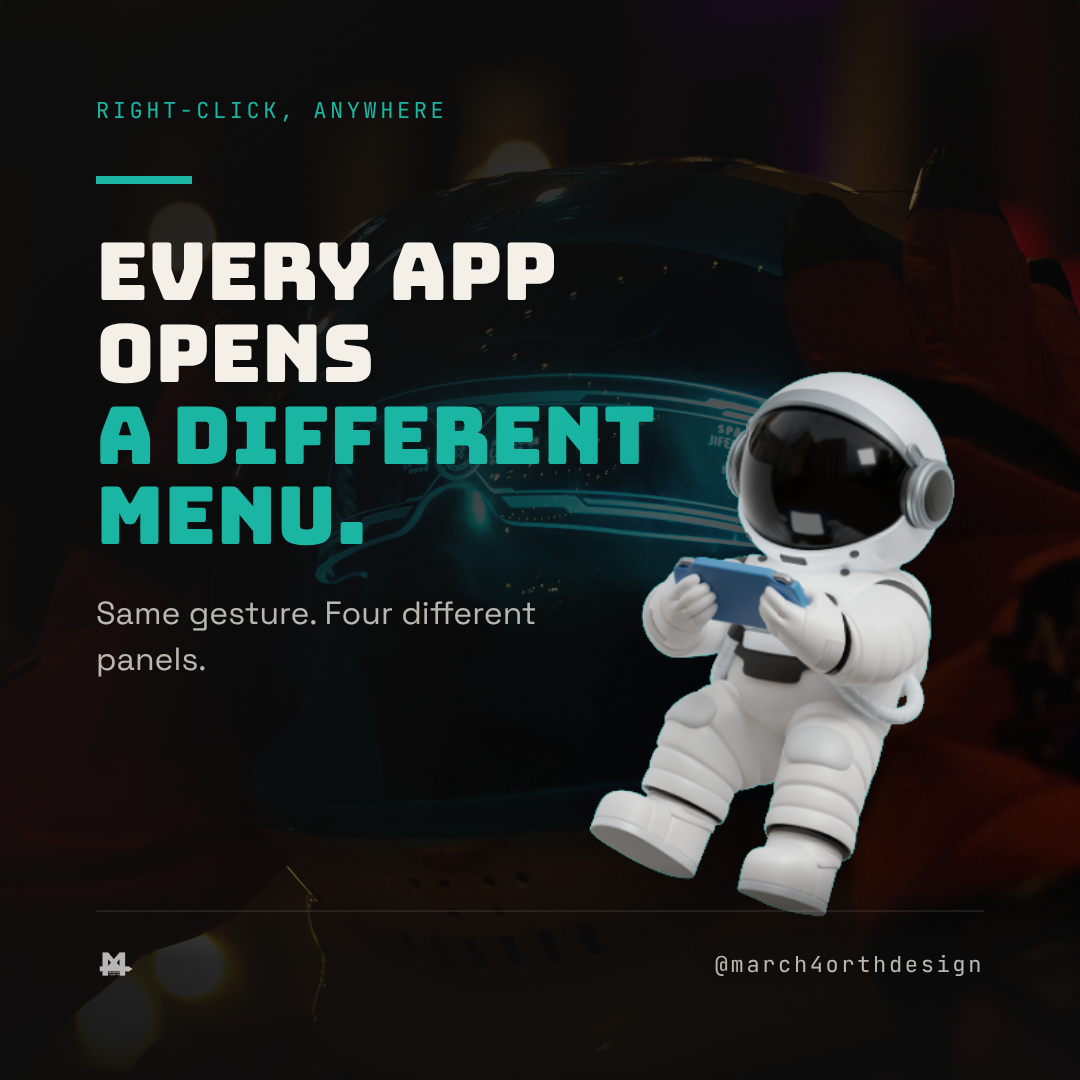 RIGHT-CLICK, ANYWHERE
EVERY APP
OPENS
A DIFFERENT
MENU.
Same gesture. Four different
panels.
@march4orthdesign